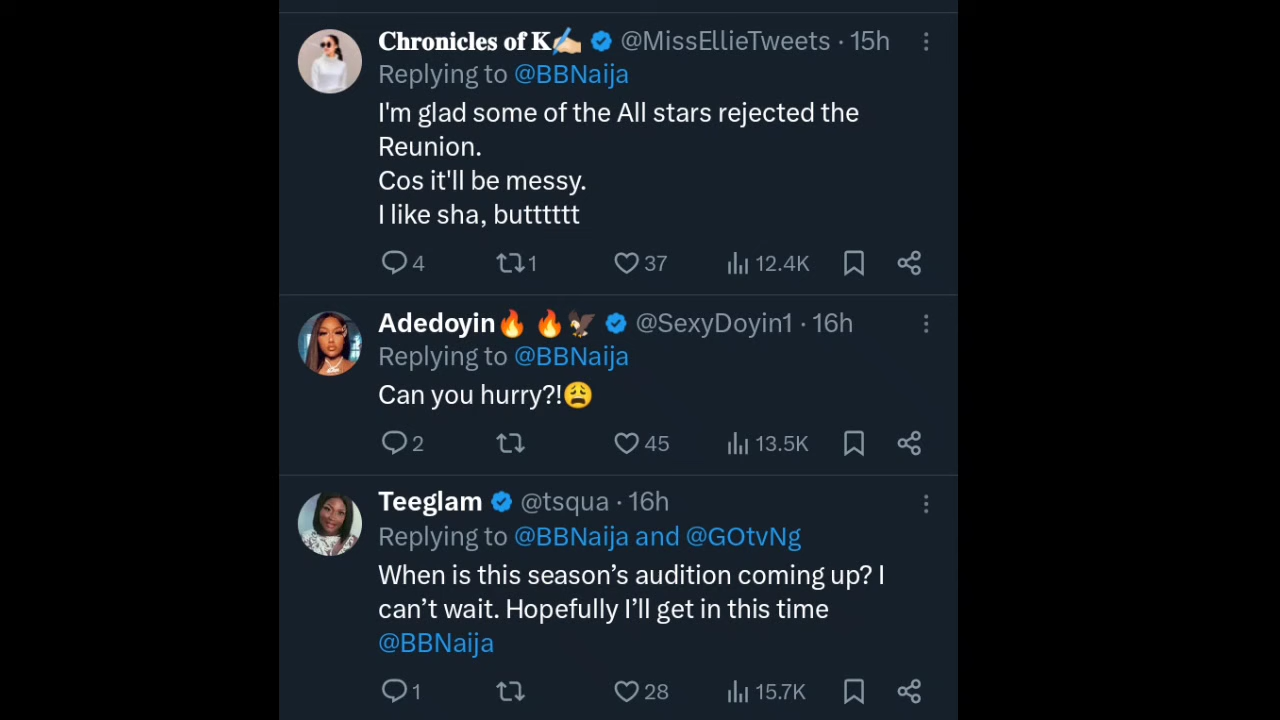 Chronicles of K✍🏻 @MissEllieTweets · 15h
Replying to @BBNaija
I'm glad some of the All stars rejected the
Reunion.
Cos it'll be messy.
I like sha, butttttt
4 1 37 12.4K
Adedoyin🔥 🔥🦅 @SexyDoyin1 · 16h
Replying to @BBNaija
Can you hurry?!😩
2 45 13.5K
Teeglam @tsqua · 16h
Replying to @BBNaija and @GOtvNg
When is this season’s audition coming up? I
can’t wait. Hopefully I’ll get in this time
@BBNaija
1 28 15.7K